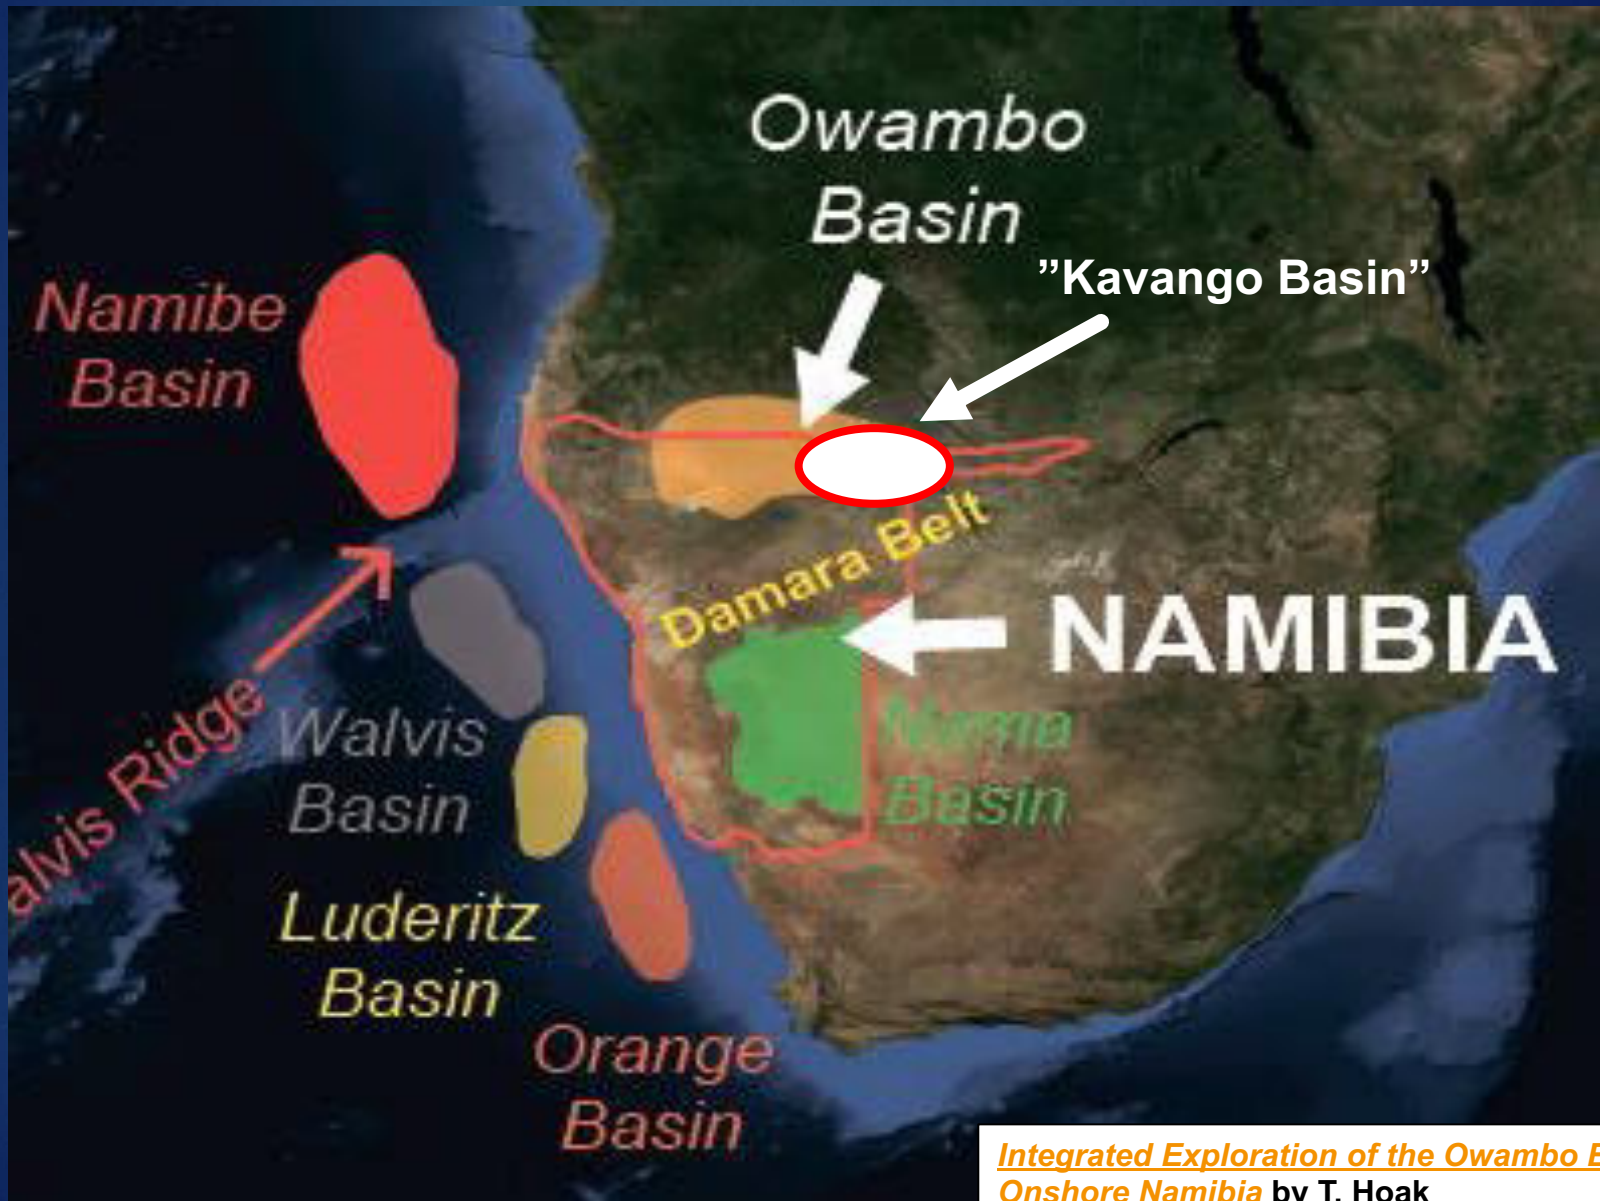 Owambo
Basin
”Kavango Basin”
Namibe
Basin
Damara Belt
NAMIBIA
Nama
Basin
alvis Ridge
Walvis
Basin
Luderitz
Basin
Orange
Basin
Integrated Exploration of the Owambo
Onshore Namibia by T. Hoak